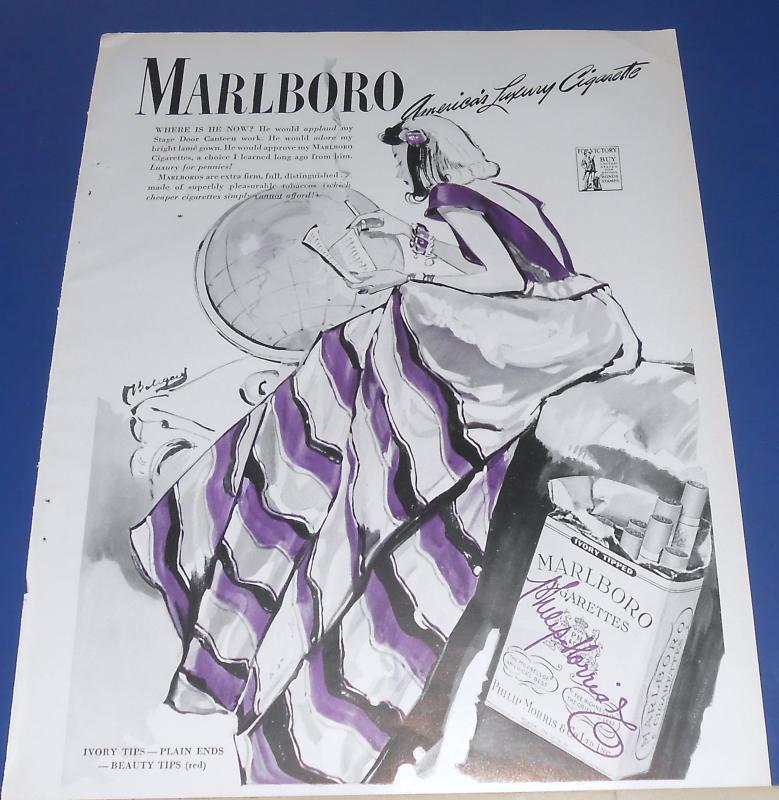 MARLBORO America's Luxury Cigarette
WHERE IS HE NOW? He would applaud my
Stage Door Canteen work. He would adore my
bright lamé gown. He would approve my MARLBORO
Cigarettes, a choice I learned long ago from him.
Luxury for pennies!
MARLBOROS are extra firm, full, distinguished
made of superbly pleasurable tobaccos (which
cheaper cigarettes simply cannot afford!)
FOR VICTORY
BUY
UNITED
STATES
BONDS
STAMPS
IVORY TIPPED
MARLBORO
CIGARETTES
Philip Morris
PHILIP MORRIS & CO. LTD. INC.
MARLBORO
CIGARETTES
IVORY TIPS — PLAIN ENDS
— BEAUTY TIPS (red)